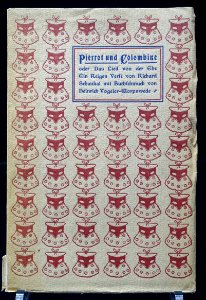 Pierrot und Colombine
oder Das Lied von der Ehe
Ein Reigen Verse von Richard
Schaukal mit Buchschmuck von
Heinrich Vogeler-Worpswede